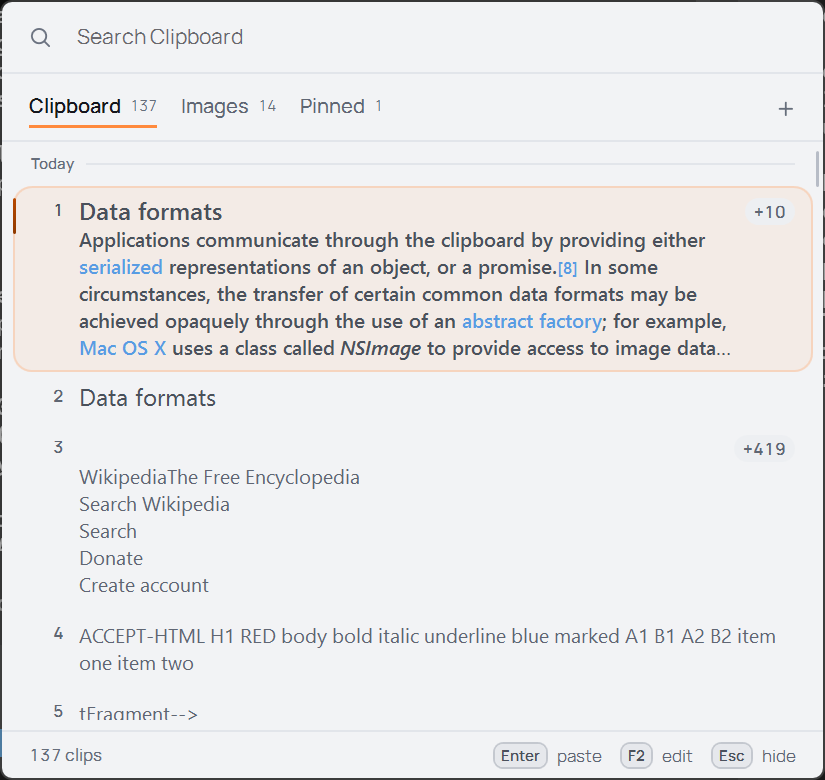 Search Clipboard
Clipboard 137 Images 14 Pinned 1 +
Today
1 Data formats +10
Applications communicate through the clipboard by providing either
serialized representations of an object, or a promise.[8] In some
circumstances, the transfer of certain common data formats may be
achieved opaquely through the use of an abstract factory; for example,
Mac OS X uses a class called NSImage to provide access to image data...
2 Data formats
3 +419
WikipediaThe Free Encyclopedia
Search Wikipedia
Search
Donate
Create account
4 ACCEPT-HTML H1 RED body bold italic underline blue marked A1 B1 A2 B2 item
one item two
5 tFragment-->
137 clips Enter paste F2 edit Esc hide